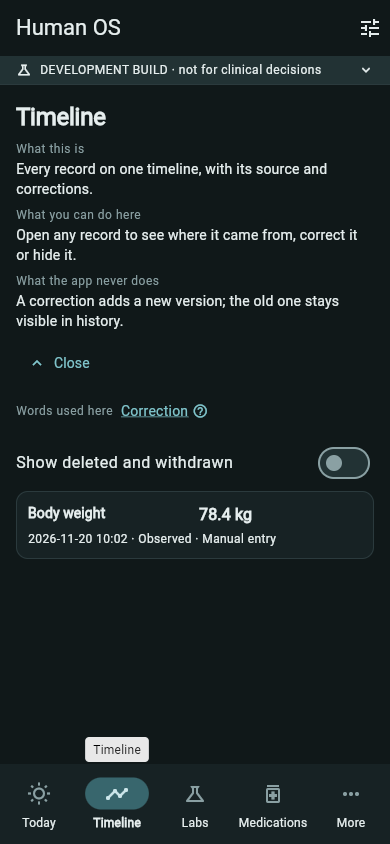 Human OS
DEVELOPMENT BUILD · not for clinical decisions
Timeline
What this is
Every record on one timeline, with its source and
corrections.
What you can do here
Open any record to see where it came from, correct it
or hide it.
What the app never does
A correction adds a new version; the old one stays
visible in history.
Close
Words used here Correction
Show deleted and withdrawn
Body weight 78.4 kg
2026-11-20 10:02 · Observed · Manual entry
Timeline
Today Timeline Labs Medications More